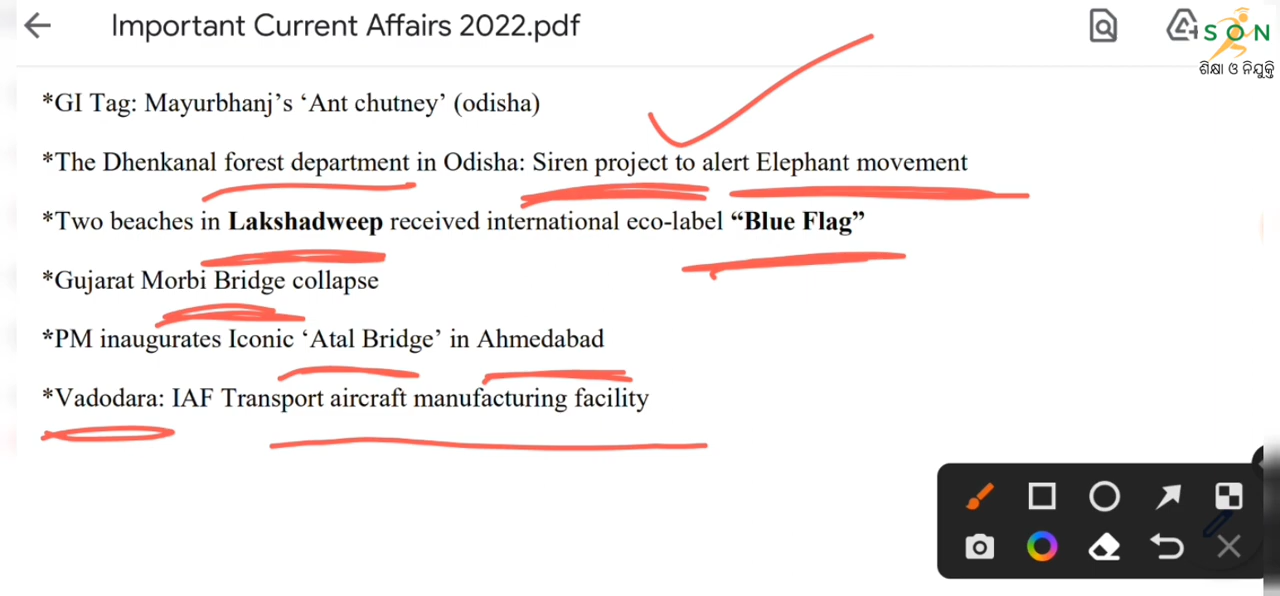 Important Current Affairs 2022.pdf
SON
ଶିକ୍ଷା ଓ ନିଯୁକ୍ତି
*GI Tag: Mayurbhanj’s ‘Ant chutney’ (odisha)
*The Dhenkanal forest department in Odisha: Siren project to alert Elephant movement
*Two beaches in Lakshadweep received international eco-label “Blue Flag”
*Gujarat Morbi Bridge collapse
*PM inaugurates Iconic ‘Atal Bridge’ in Ahmedabad
*Vadodara: IAF Transport aircraft manufacturing facility